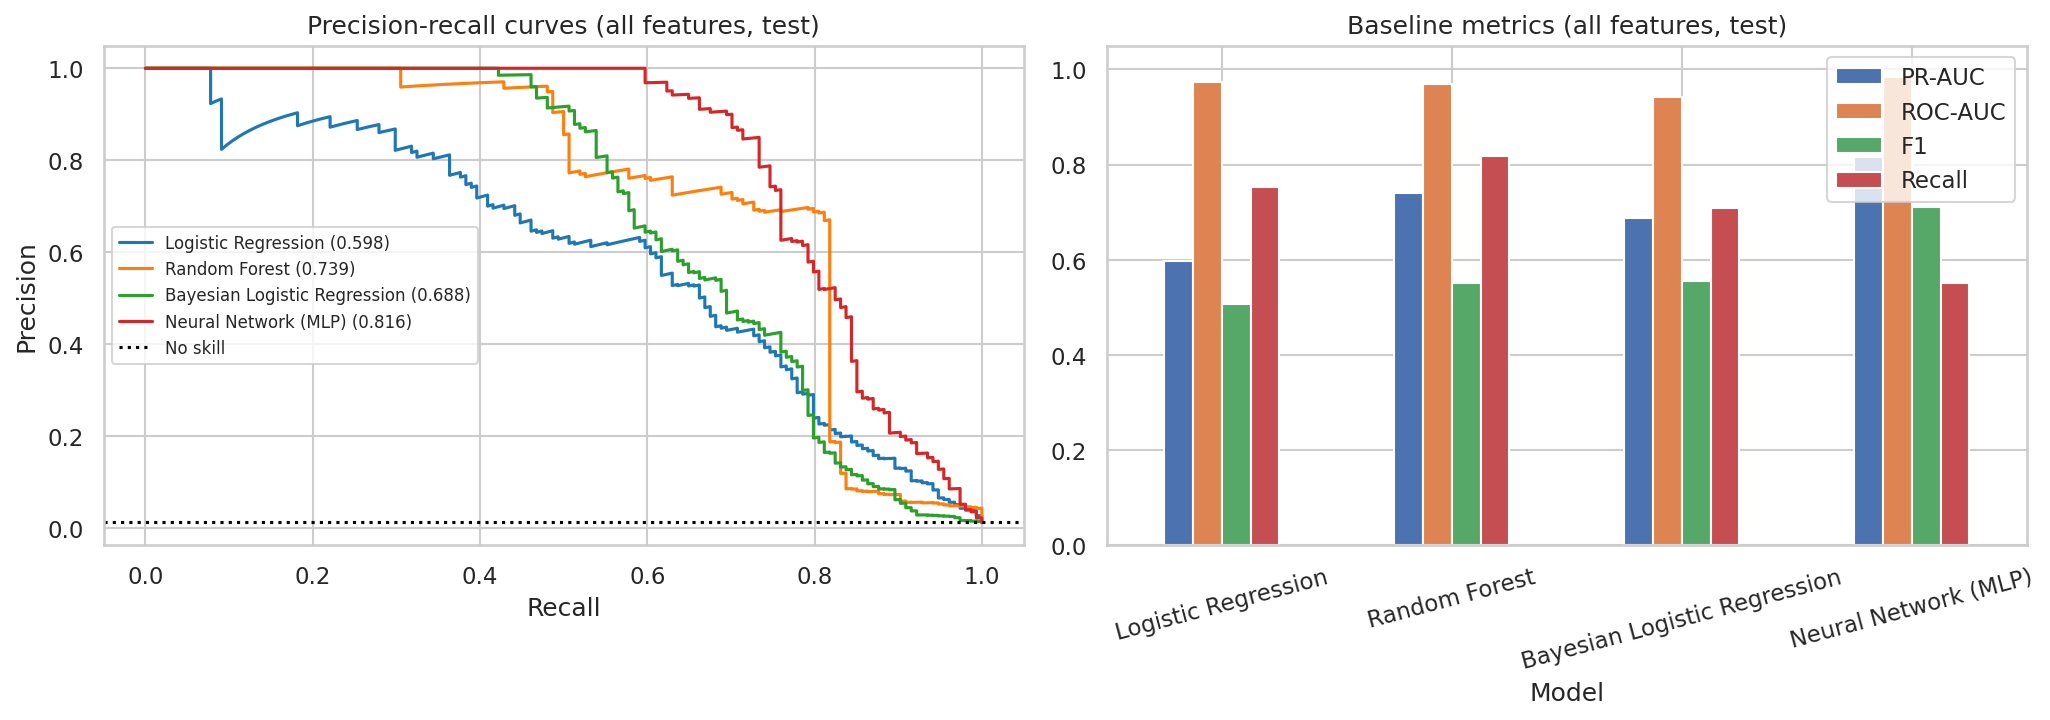 Precision-recall curves (all features, test)
1.0
0.8
0.6
0.4
0.2
0.0
Precision
Logistic Regression (0.598)
Random Forest (0.739)
Bayesian Logistic Regression (0.688)
Neural Network (MLP) (0.816)
No skill
0.0 0.2 0.4 0.6 0.8 1.0
Recall
Baseline metrics (all features, test)
1.0
0.8
0.6
0.4
0.2
0.0
PR-AUC
ROC-AUC
F1
Recall
Logistic Regression
Random Forest
Bayesian Logistic Regression
Neural Network (MLP)
Model